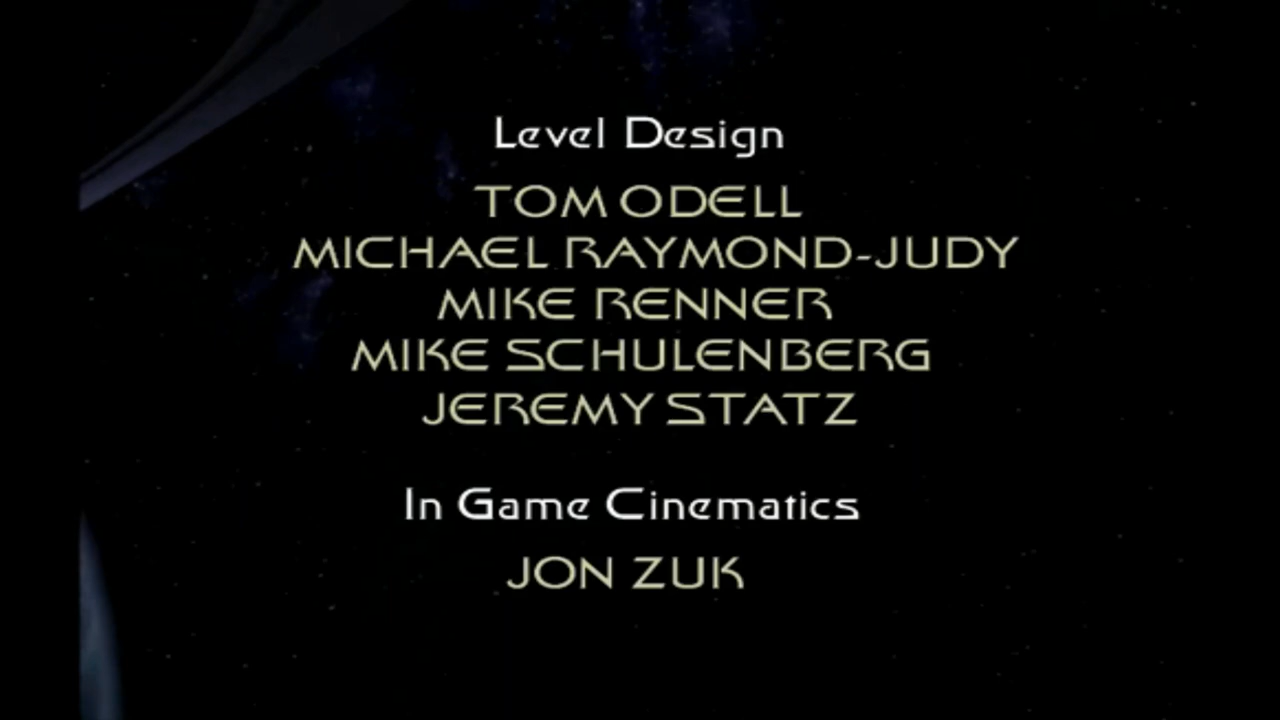 Level Design
TOM ODELL
MICHAEL RAYMOND-JUDY
MIKE RENNER
MIKE SCHULENBERG
JEREMY STATZ
In Game Cinematics
JON ZUK